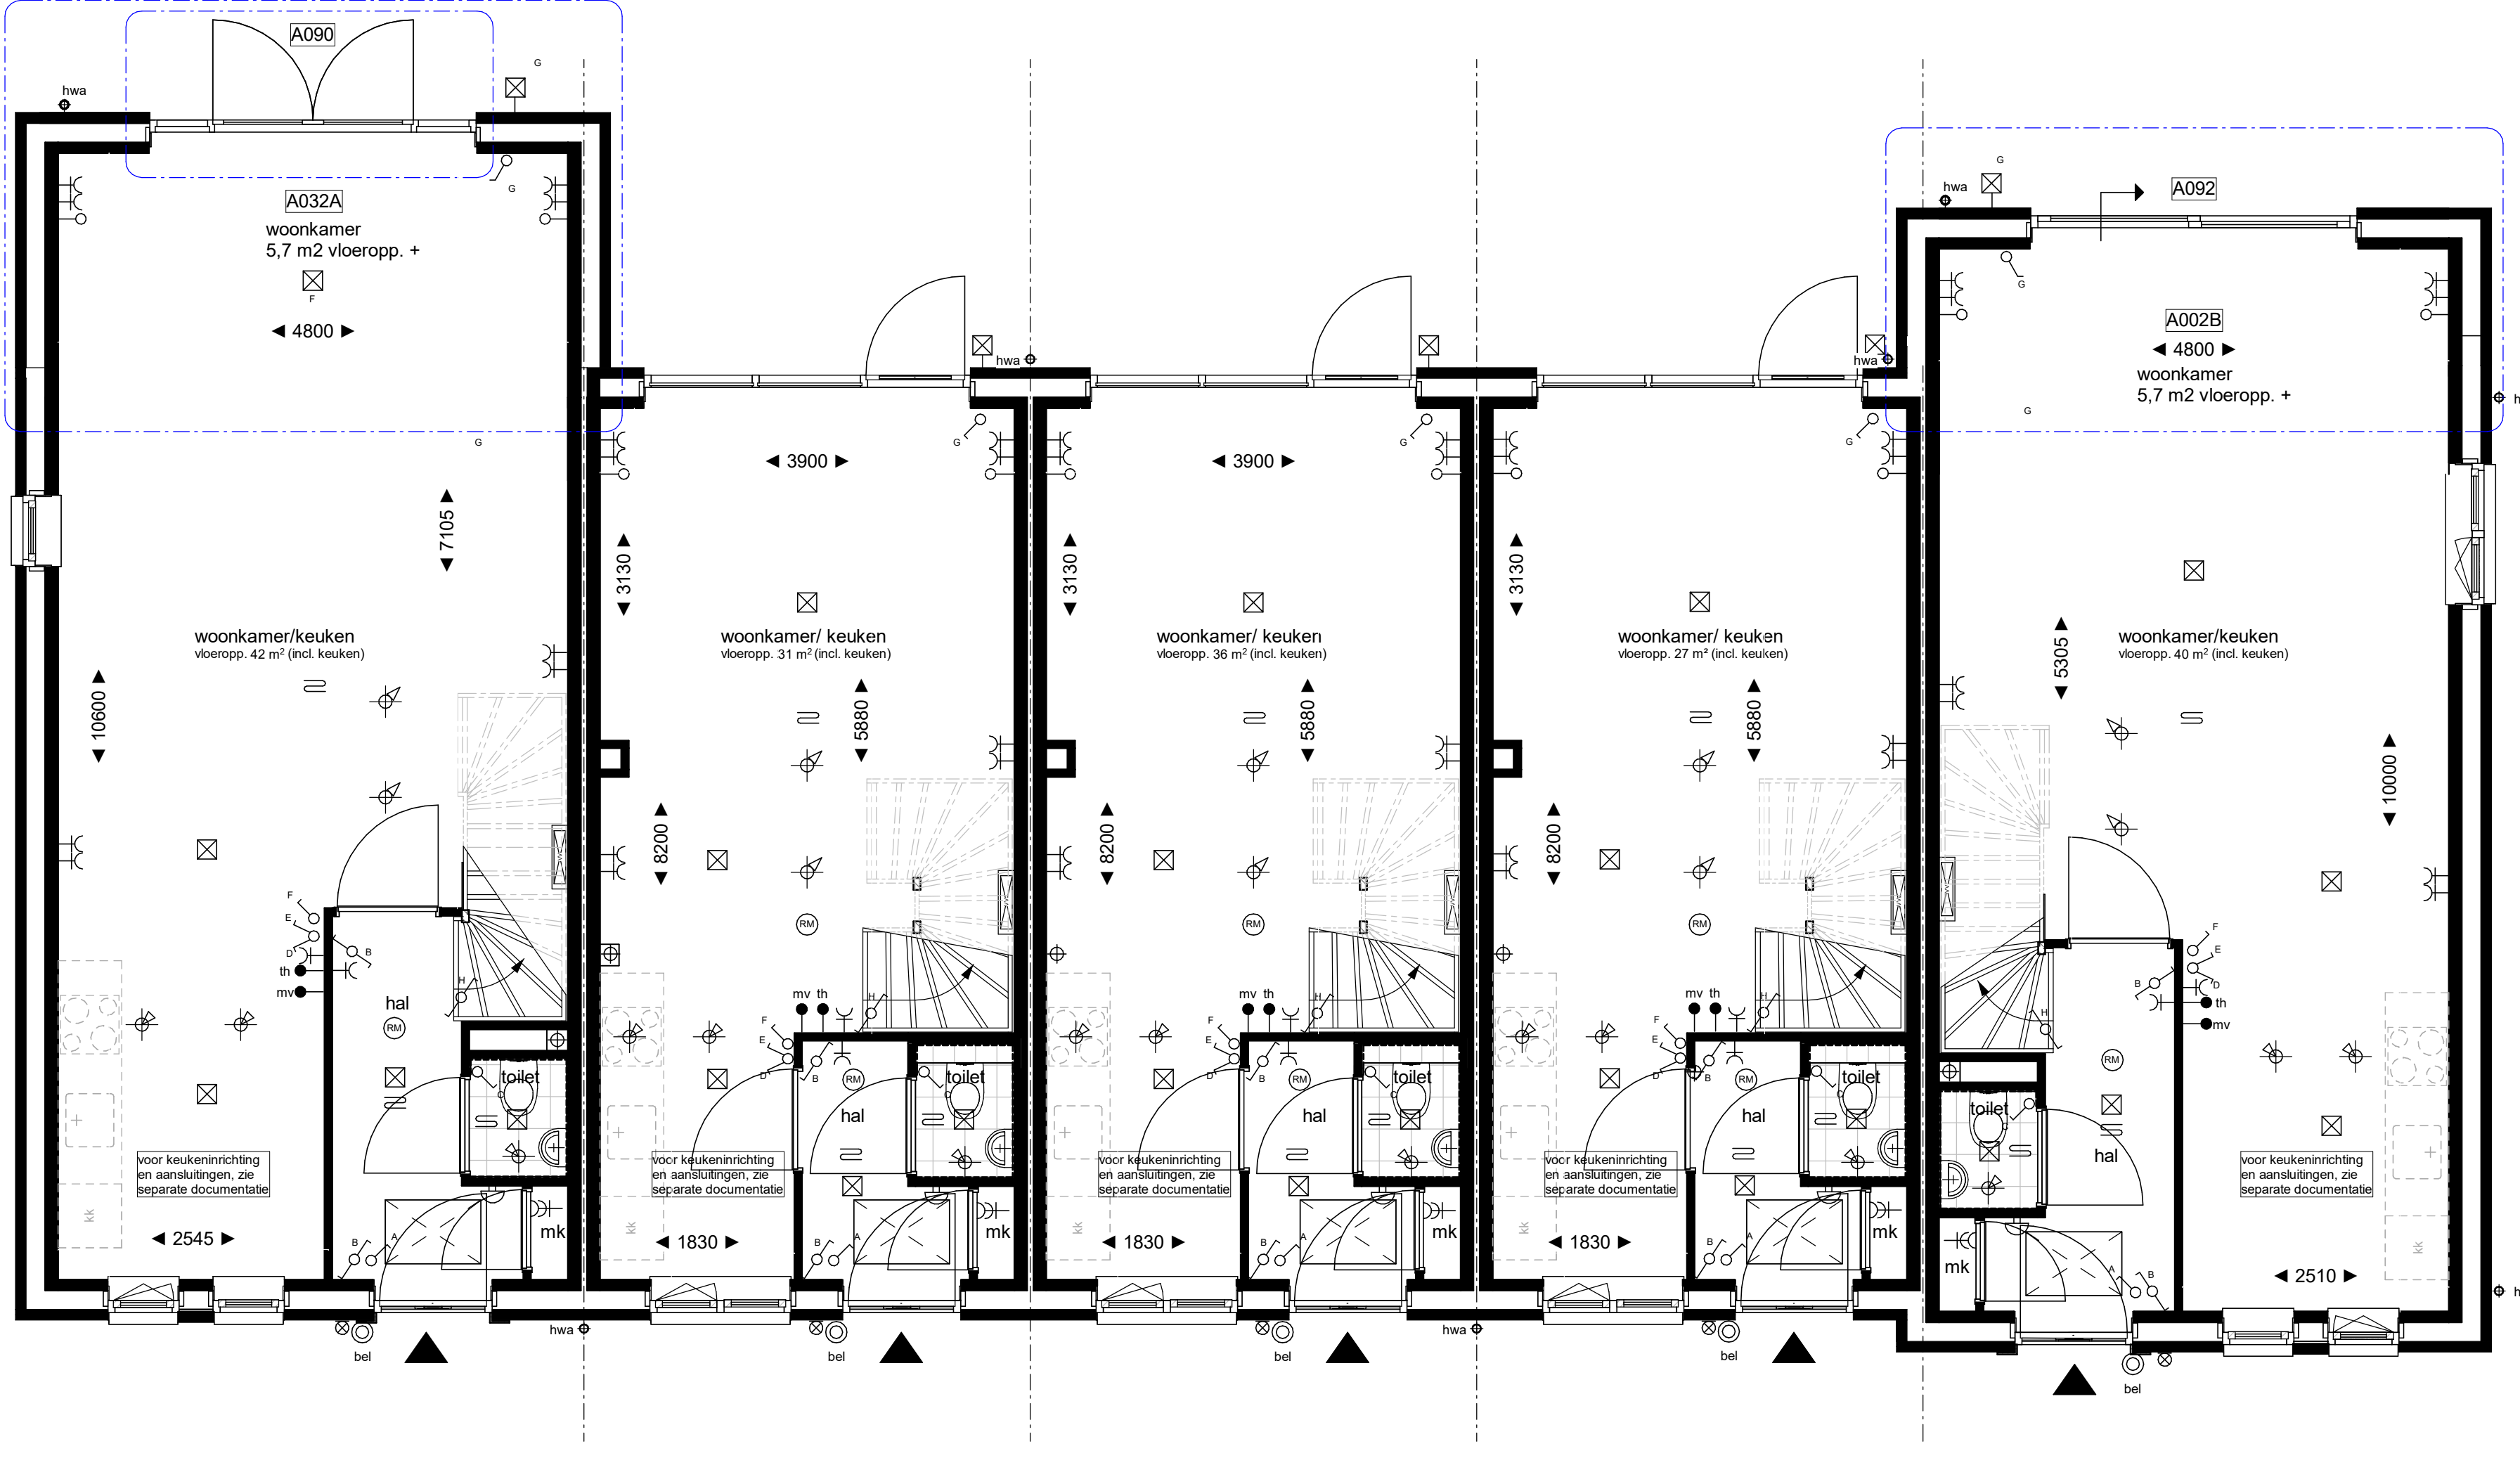 A090
G
hwa
G
A032A
woonkamer
5,7 m2 vloeropp. +
F
4800
G
7105
woonkamer/keuken
vloeropp. 42 m² (incl. keuken)
10600
F
E
D
B
th
mv
H
hal
RM
toilet
C
voor keukeninrichting
en aansluitingen, zie
separate documentatie
kk
2545
B
A
mk
bel
hwa
hwa
G
3900
3130
woonkamer/ keuken
vloeropp. 31 m² (incl. keuken)
5880
8200
RM
mv
th
H
F
E
D
B
RM
toilet
C
hal
voor keukeninrichting
en aansluitingen, zie
separate documentatie
kk
1830
B
A
mk
bel
G
3900
3130
woonkamer/ keuken
vloeropp. 36 m² (incl. keuken)
5880
8200
RM
mv
th
H
F
E
D
B
RM
toilet
C
hal
voor keukeninrichting
en aansluitingen, zie
separate documentatie
kk
1830
B
A
mk
bel
hwa
hwa
G
3130
woonkamer/ keuken
vloeropp. 27 m² (incl. keuken)
5880
8200
RM
mv
th
H
F
E
D
B
RM
toilet
C
hal
voor keukeninrichting
en aansluitingen, zie
separate documentatie
kk
1830
B
A
mk
bel
G
hwa
A092
G
A002B
4800
woonkamer
5,7 m2 vloeropp. +
G
h
5305
woonkamer/keuken
vloeropp. 40 m² (incl. keuken)
10000
F
E
B
D
th
mv
H
RM
toilet
C
hal
voor keukeninrichting
en aansluitingen, zie
separate documentatie
kk
mk
A
B
2510
h
bel